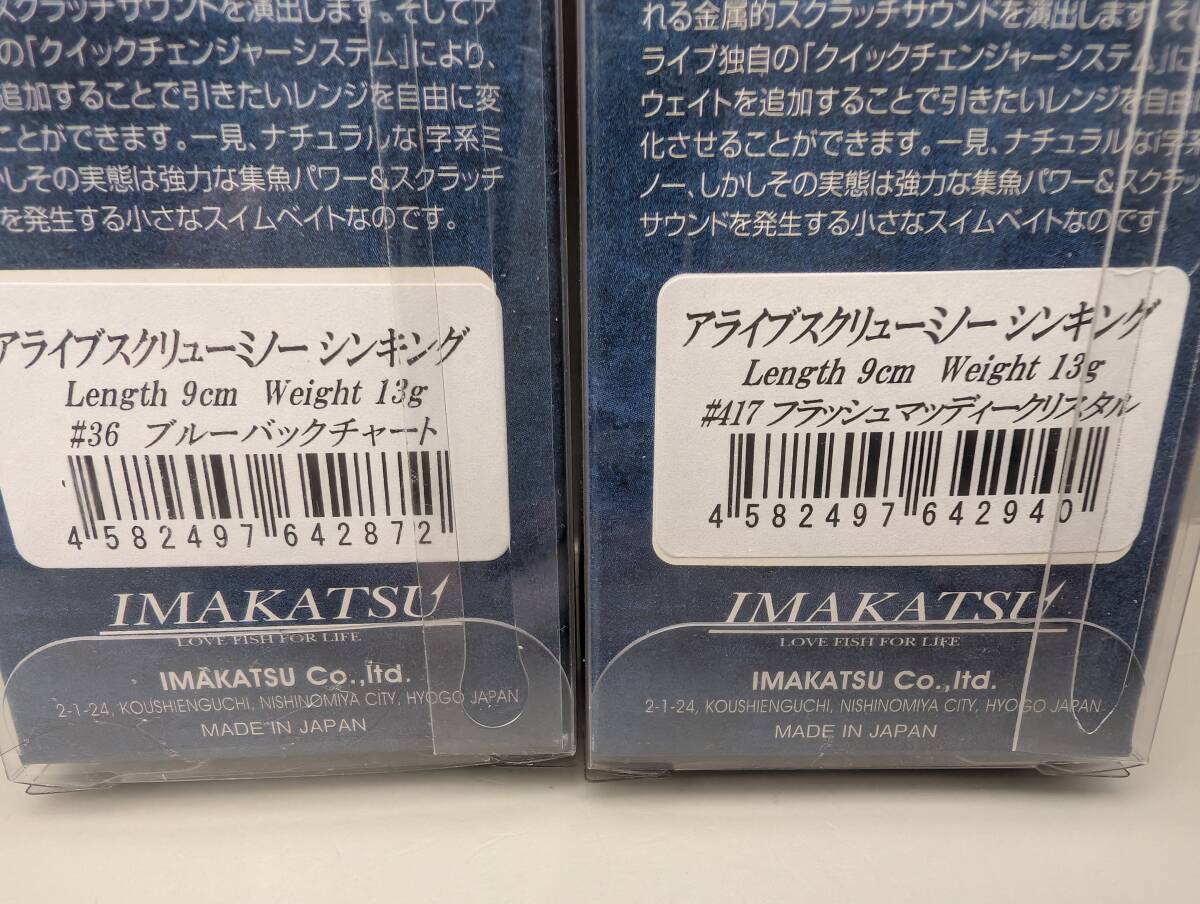 スクラッチサウンドを演出します。そしてア
の「クイックチェンジャーシステム」により、
追加することで引きたいレンジを自由に変
ことができます。一見、ナチュラルなI字系ミ
しその実態は強力な集魚パワー&スクラッチ
を発生する小さなスイムベイトなのです。
アライブスクリューミノー シンキング
Length 9cm Weight 13g
#36 ブルーバックチャート
4 582497 642872
IMAKATSU
LOVE FISH FOR LIFE
IMAKATSU Co.,ltd.
2-1-24, KOUSHIENGUCHI, NISHINOMIYA CITY, HYOGO JAPAN
MADE IN JAPAN
れる金属的スクラッチサウンドを演出します。そし
ライブ独自の「クイックチェンジャーシステム」に
ウェイトを追加することで引きたいレンジを自由
化させることができます。一見、ナチュラルなI字系
ノー、しかしその実態は強力な集魚パワー&スクラッ
サウンドを発生する小さなスイムベイトなのです。
アライブスクリューミノー シンキング
Length 9cm Weight 13g
#417 フラッシュマッディークリスタル
4 582497 642940
IMAKATSU
LOVE FISH FOR LIFE
IMAKATSU Co.,ltd.
2-1-24, KOUSHIENGUCHI, NISHINOMIYA CITY, HYOGO JAPAN
MADE IN JAPAN